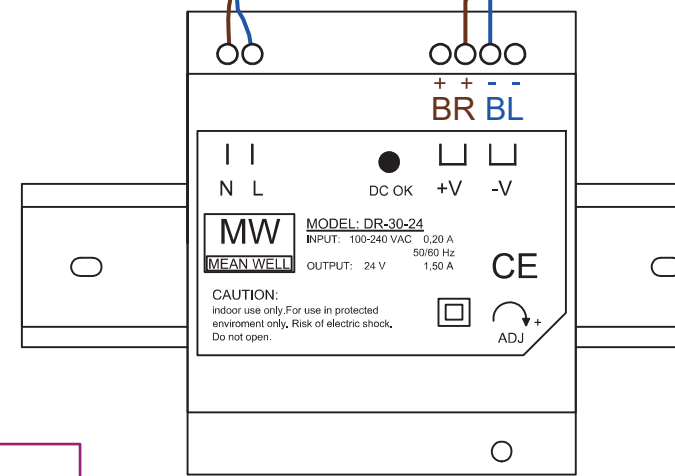 + + - -
BR BL
N L
DC OK +V -V
MW
MEAN WELL
MODEL: DR-30-24
INPUT: 100-240 VAC 0,20 A
50/60 Hz
OUTPUT: 24 V 1,50 A
CE
CAUTION:
indoor use only.For use in protected
enviroment only. Risk of electric shock.
Do not open.
+
ADJ